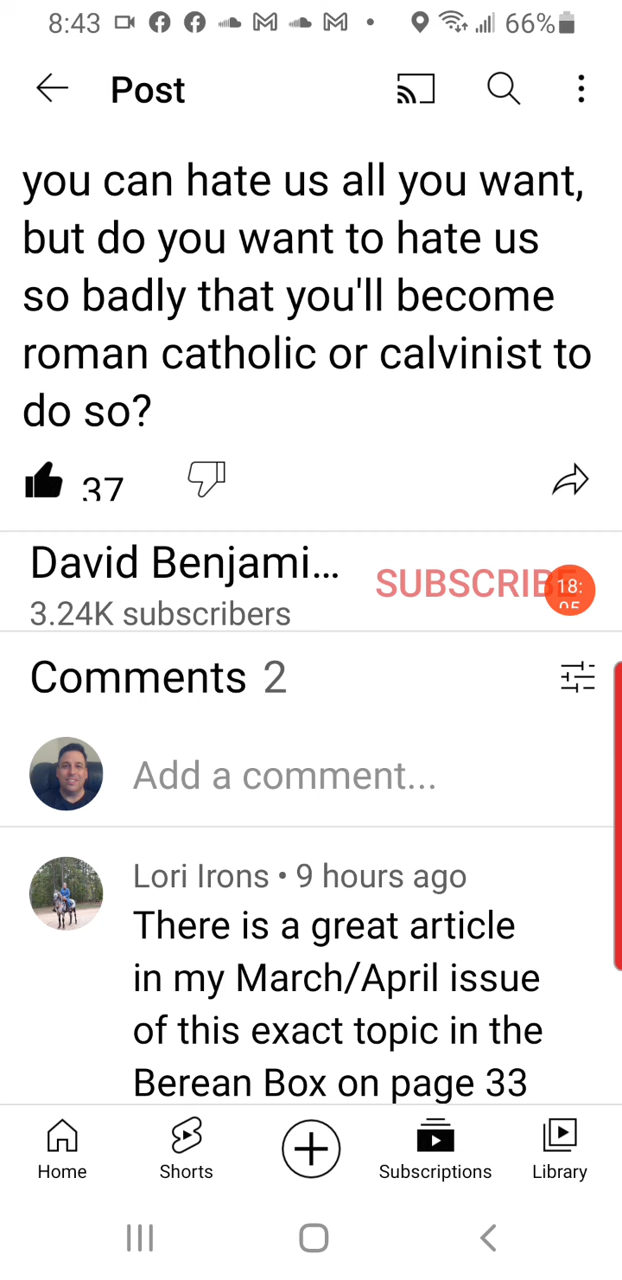 8:43
66%
Post
you can hate us all you want,
but do you want to hate us
so badly that you'll become
roman catholic or calvinist to
do so?
37
David Benjami...
SUBSCRIBE
18:
05
3.24K subscribers
Comments 2
Add a comment...
Lori Irons • 9 hours ago
There is a great article
in my March/April issue
of this exact topic in the
Berean Box on page 33
Home
Shorts
Subscriptions
Library